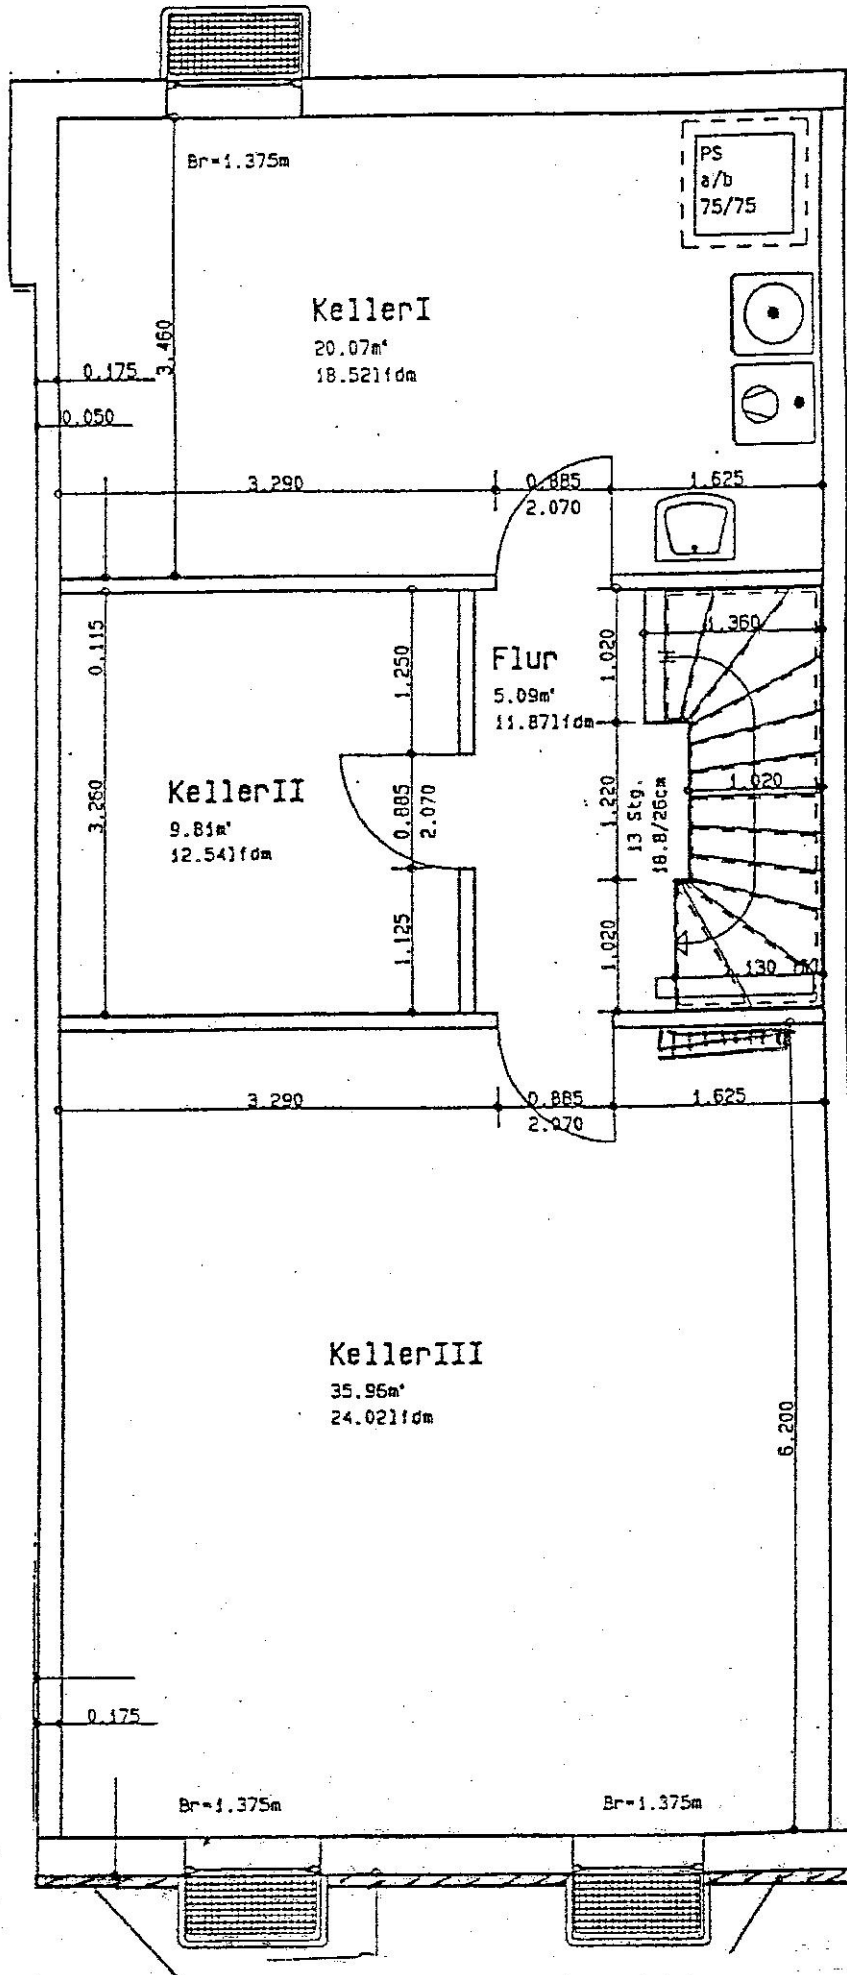 Br=1.375m
PS
a/b
75/75
KellerI
20.07m²
18.52lfdm
3.460
0.175
0.050
3.290
0.885
2.070
1.625
0.115
1.250
Flur
5.09m²
11.87lfdm
1.020
1.360
KellerII
9.81m²
12.54lfdm
3.260
0.885
2.070
1.220
13 Stg.
18.8/26cm
1.020
1.125
1.020
3.290
0.885
2.070
1.625
KellerIII
35.96m²
24.02lfdm
6.200
0.175
Br=1.375m
Br=1.375m